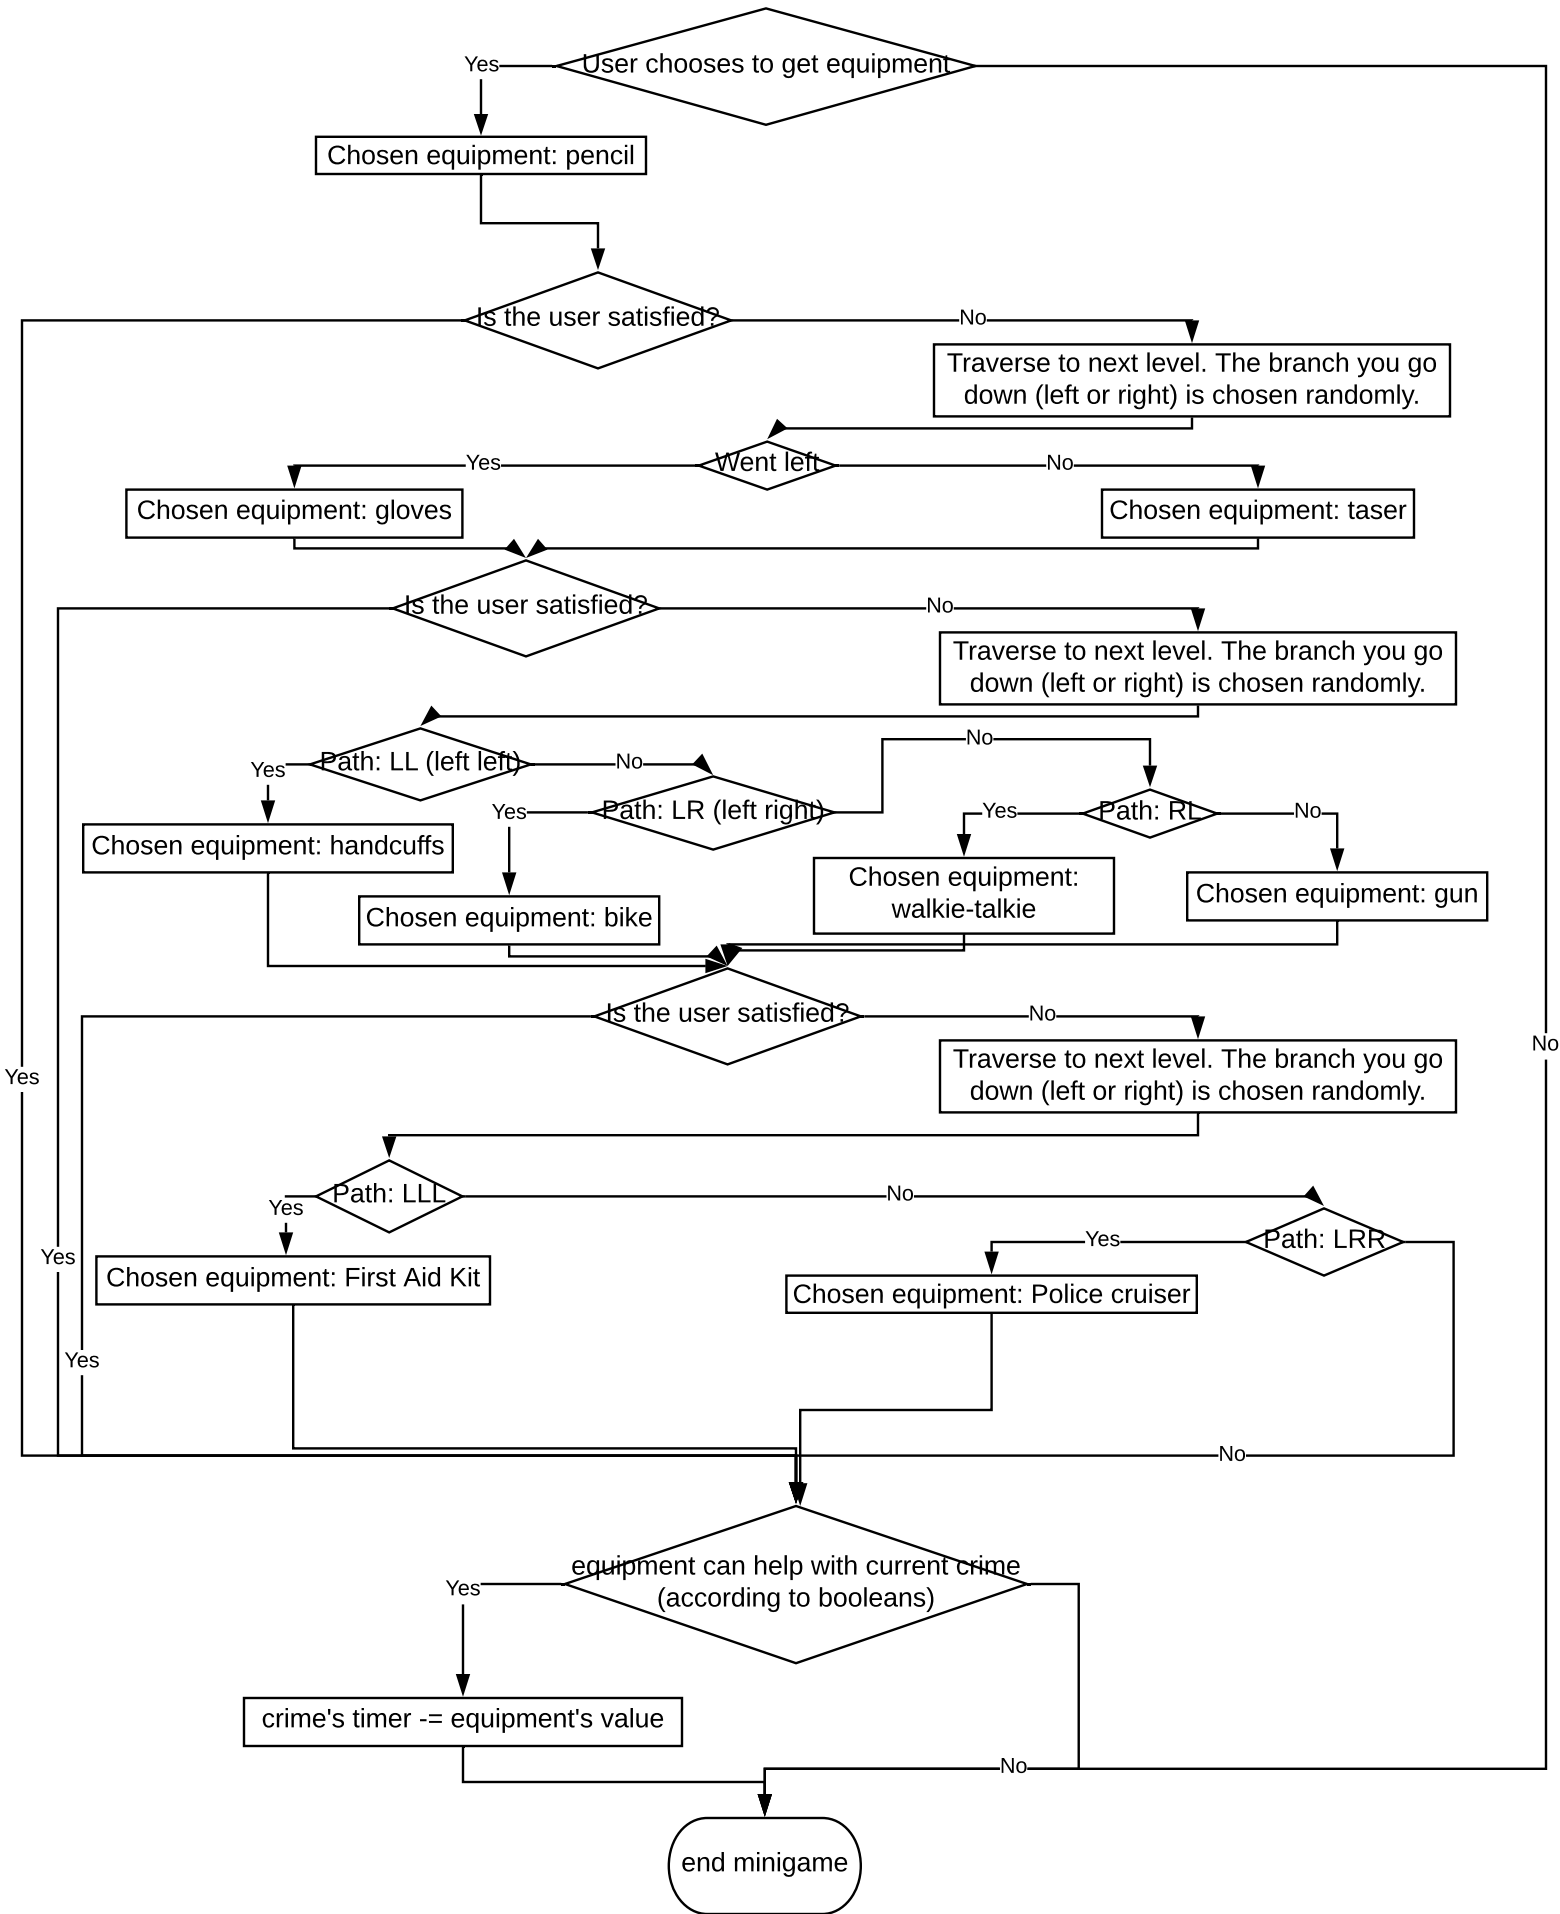 User chooses to get equipment
Yes
Chosen equipment: pencil
Is the user satisfied?
No
Traverse to next level. The branch you go
down (left or right) is chosen randomly.
Went left
Yes
No
Chosen equipment: gloves
Chosen equipment: taser
Is the user satisfied?
No
Traverse to next level. The branch you go
down (left or right) is chosen randomly.
Path: LL (left left)
Yes
No
No
Path: LR (left right)
Yes
Path: RL
Yes
No
Chosen equipment: handcuffs
Chosen equipment: bike
Chosen equipment:
walkie-talkie
Chosen equipment: gun
Is the user satisfied?
No
Traverse to next level. The branch you go
down (left or right) is chosen randomly.
No
Yes
Path: LLL
Yes
No
Path: LRR
Yes
Yes
Chosen equipment: First Aid Kit
Chosen equipment: Police cruiser
Yes
No
equipment can help with current crime
(according to booleans)
Yes
crime's timer -= equipment's value
No
end minigame